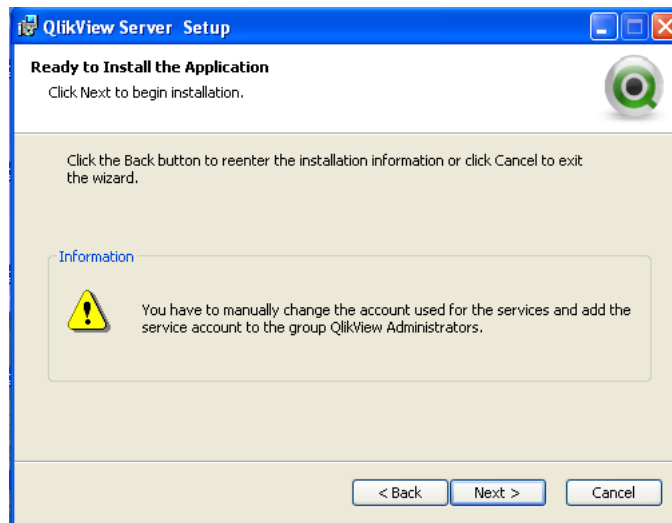 QlikView Server  Setup
Ready to Install the Application
Click Next to begin installation.
Click the Back button to reenter the installation information or click Cancel to exit
the wizard.
Information
You have to manually change the account used for the services and add the
service account to the group QlikView Administrators.
< Back
Next >
Cancel